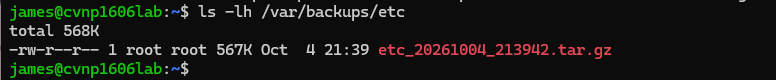 james@cvnp1606lab:~$ ls -lh /var/backups/etc
total 568K
-rw-r--r-- 1 root root 567K Oct  4 21:39 etc_20261004_213942.tar.gz
james@cvnp1606lab:~$